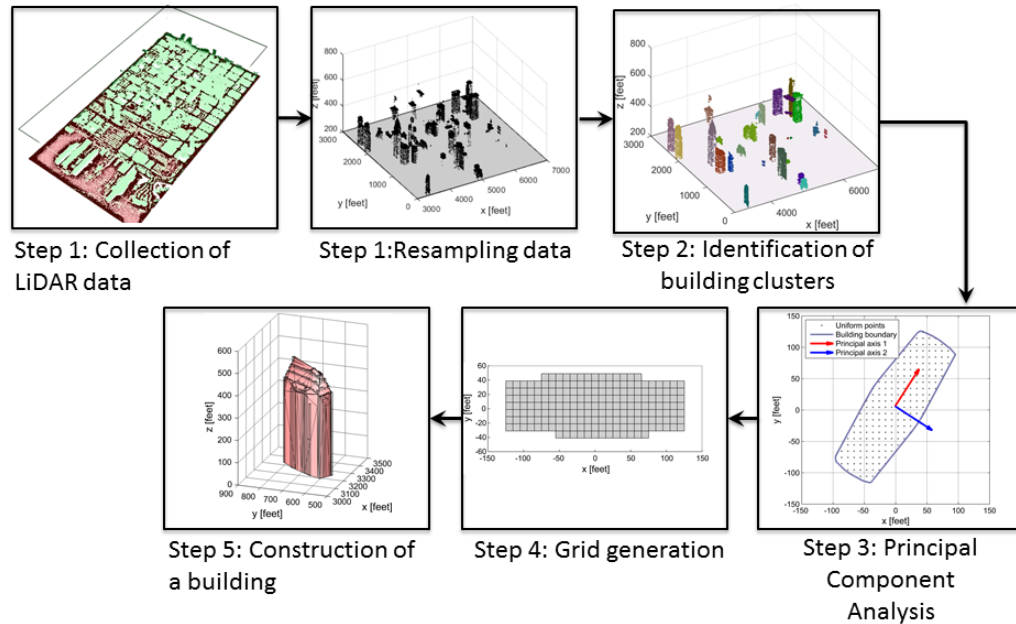 800
600
z [feet]
400
200
3000
2000
1000
0
y [feet]
3000
4000
5000
6000
7000
x [feet]
800
600
z [feet]
400
200
3000
2000
1000
0
y [feet]
4000
6000
x [feet]
Step 1: Collection of
LiDAR data
Step 1:Resampling data
Step 2: Identification of
building clusters
600
500
400
300
200
100
0
z [feet]
900
800
700
600
500
y [feet]
3000
3100
3200
3300
3400
3500
x [feet]
60
40
20
0
-20
-40
-60
y [feet]
-150
-100
-50
0
50
100
150
x [feet]
150
100
50
0
-50
-100
-150
y [feet]
Uniform points
Building boundary
Principal axis 1
Principal axis 2
-150
-100
-50
0
50
100
150
x [feet]
Step 5: Construction of
a building
Step 4: Grid generation
Step 3: Principal
Component
Analysis